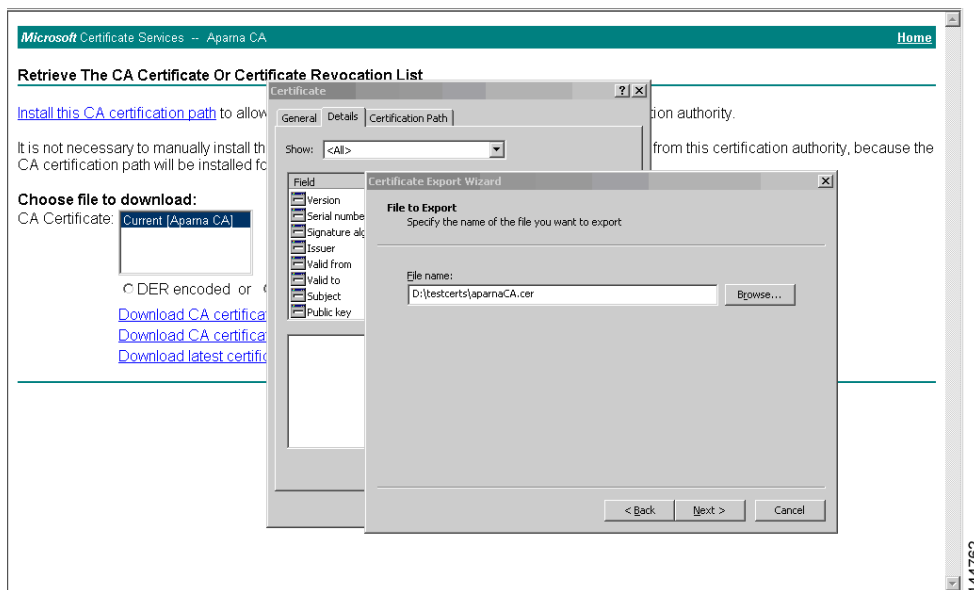 Microsoft Certificate Services -- Aparna CA Home
Retrieve The CA Certificate Or Certificate Revocation List
Install this CA certification path to allow
ion authority.
It is not necessary to manually install th
from this certification authority, because the
CA certification path will be installed fo
Choose file to download:
CA Certificate: Current [Aparna CA]
DER encoded or
Download CA certifica
Download CA certifica
Download latest certific
Certificate
General Details Certification Path
Show: <All>
Field
Version
Serial numbe
Signature alg
Issuer
Valid from
Valid to
Subject
Public key
Certificate Export Wizard
File to Export
Specify the name of the file you want to export
File name:
D:\testcerts\aparnaCA.cer Browse...
< Back Next > Cancel